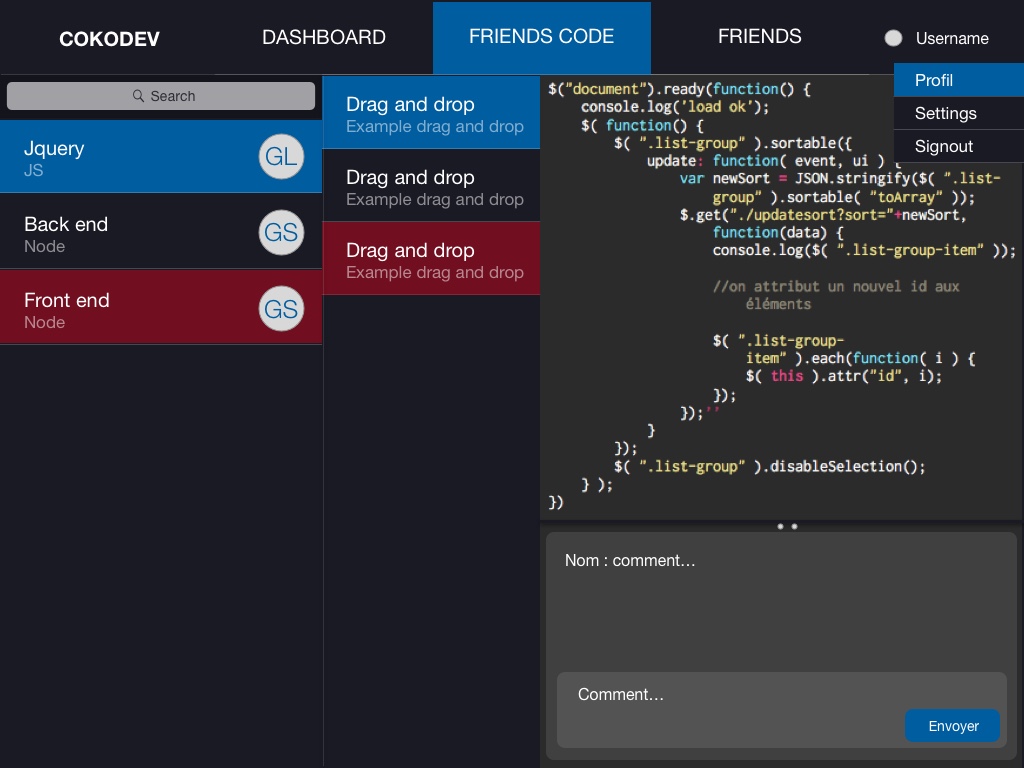 COKODEV
DASHBOARD
FRIENDS CODE
FRIENDS
Username
Profil
Settings
Signout
Search
Jquery
JS
GL
Back end
Node
GS
Front end
Node
GS
Drag and drop
Example drag and drop
Drag and drop
Example drag and drop
Drag and drop
Example drag and drop
$("document").ready(function() {
console.log('load ok');
$( function() {
$( ".list-group" ).sortable({
update: function( event, ui ) {
var newSort = JSON.stringify($( ".list-
group" ).sortable( "toArray" ));
$.get("./updatesort?sort="+newSort,
function(data) {
console.log($( ".list-group-item" ));
//on attribut un nouvel id aux
éléments
$( ".list-group-
item" ).each(function( i ) {
$( this ).attr("id", i);
});
});''
}
});
$( ".list-group" ).disableSelection();
} );
})
Nom : comment...
Comment...
Envoyer